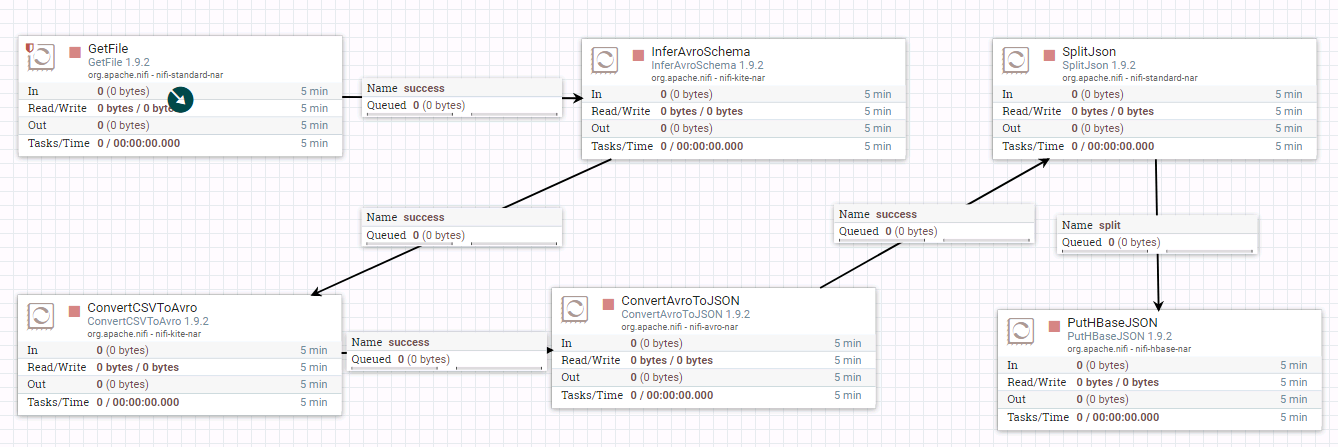 GetFile
GetFile 1.9.2
org.apache.nifi - nifi-standard-nar
In 0 (0 bytes) 5 min
Read/Write 0 bytes / 0 bytes 5 min
Out 0 (0 bytes) 5 min
Tasks/Time 0 / 00:00:00.000 5 min
Name success
Queued 0 (0 bytes)
InferAvroSchema
InferAvroSchema 1.9.2
org.apache.nifi - nifi-kite-nar
In 0 (0 bytes) 5 min
Read/Write 0 bytes / 0 bytes 5 min
Out 0 (0 bytes) 5 min
Tasks/Time 0 / 00:00:00.000 5 min
Name success
Queued 0 (0 bytes)
ConvertCSVToAvro
ConvertCSVToAvro 1.9.2
org.apache.nifi - nifi-kite-nar
In 0 (0 bytes) 5 min
Read/Write 0 bytes / 0 bytes 5 min
Out 0 (0 bytes) 5 min
Tasks/Time 0 / 00:00:00.000 5 min
Name success
Queued 0 (0 bytes)
ConvertAvroToJSON
ConvertAvroToJSON 1.9.2
org.apache.nifi - nifi-avro-nar
In 0 (0 bytes) 5 min
Read/Write 0 bytes / 0 bytes 5 min
Out 0 (0 bytes) 5 min
Tasks/Time 0 / 00:00:00.000 5 min
Name success
Queued 0 (0 bytes)
SplitJson
SplitJson 1.9.2
org.apache.nifi - nifi-standard-nar
In 0 (0 bytes) 5 min
Read/Write 0 bytes / 0 bytes 5 min
Out 0 (0 bytes) 5 min
Tasks/Time 0 / 00:00:00.000 5 min
Name split
Queued 0 (0 bytes)
PutHBaseJSON
PutHBaseJSON 1.9.2
org.apache.nifi - nifi-hbase-nar
In 0 (0 bytes) 5 min
Read/Write 0 bytes / 0 bytes 5 min
Out 0 (0 bytes) 5 min
Tasks/Time 0 / 00:00:00.000 5 min